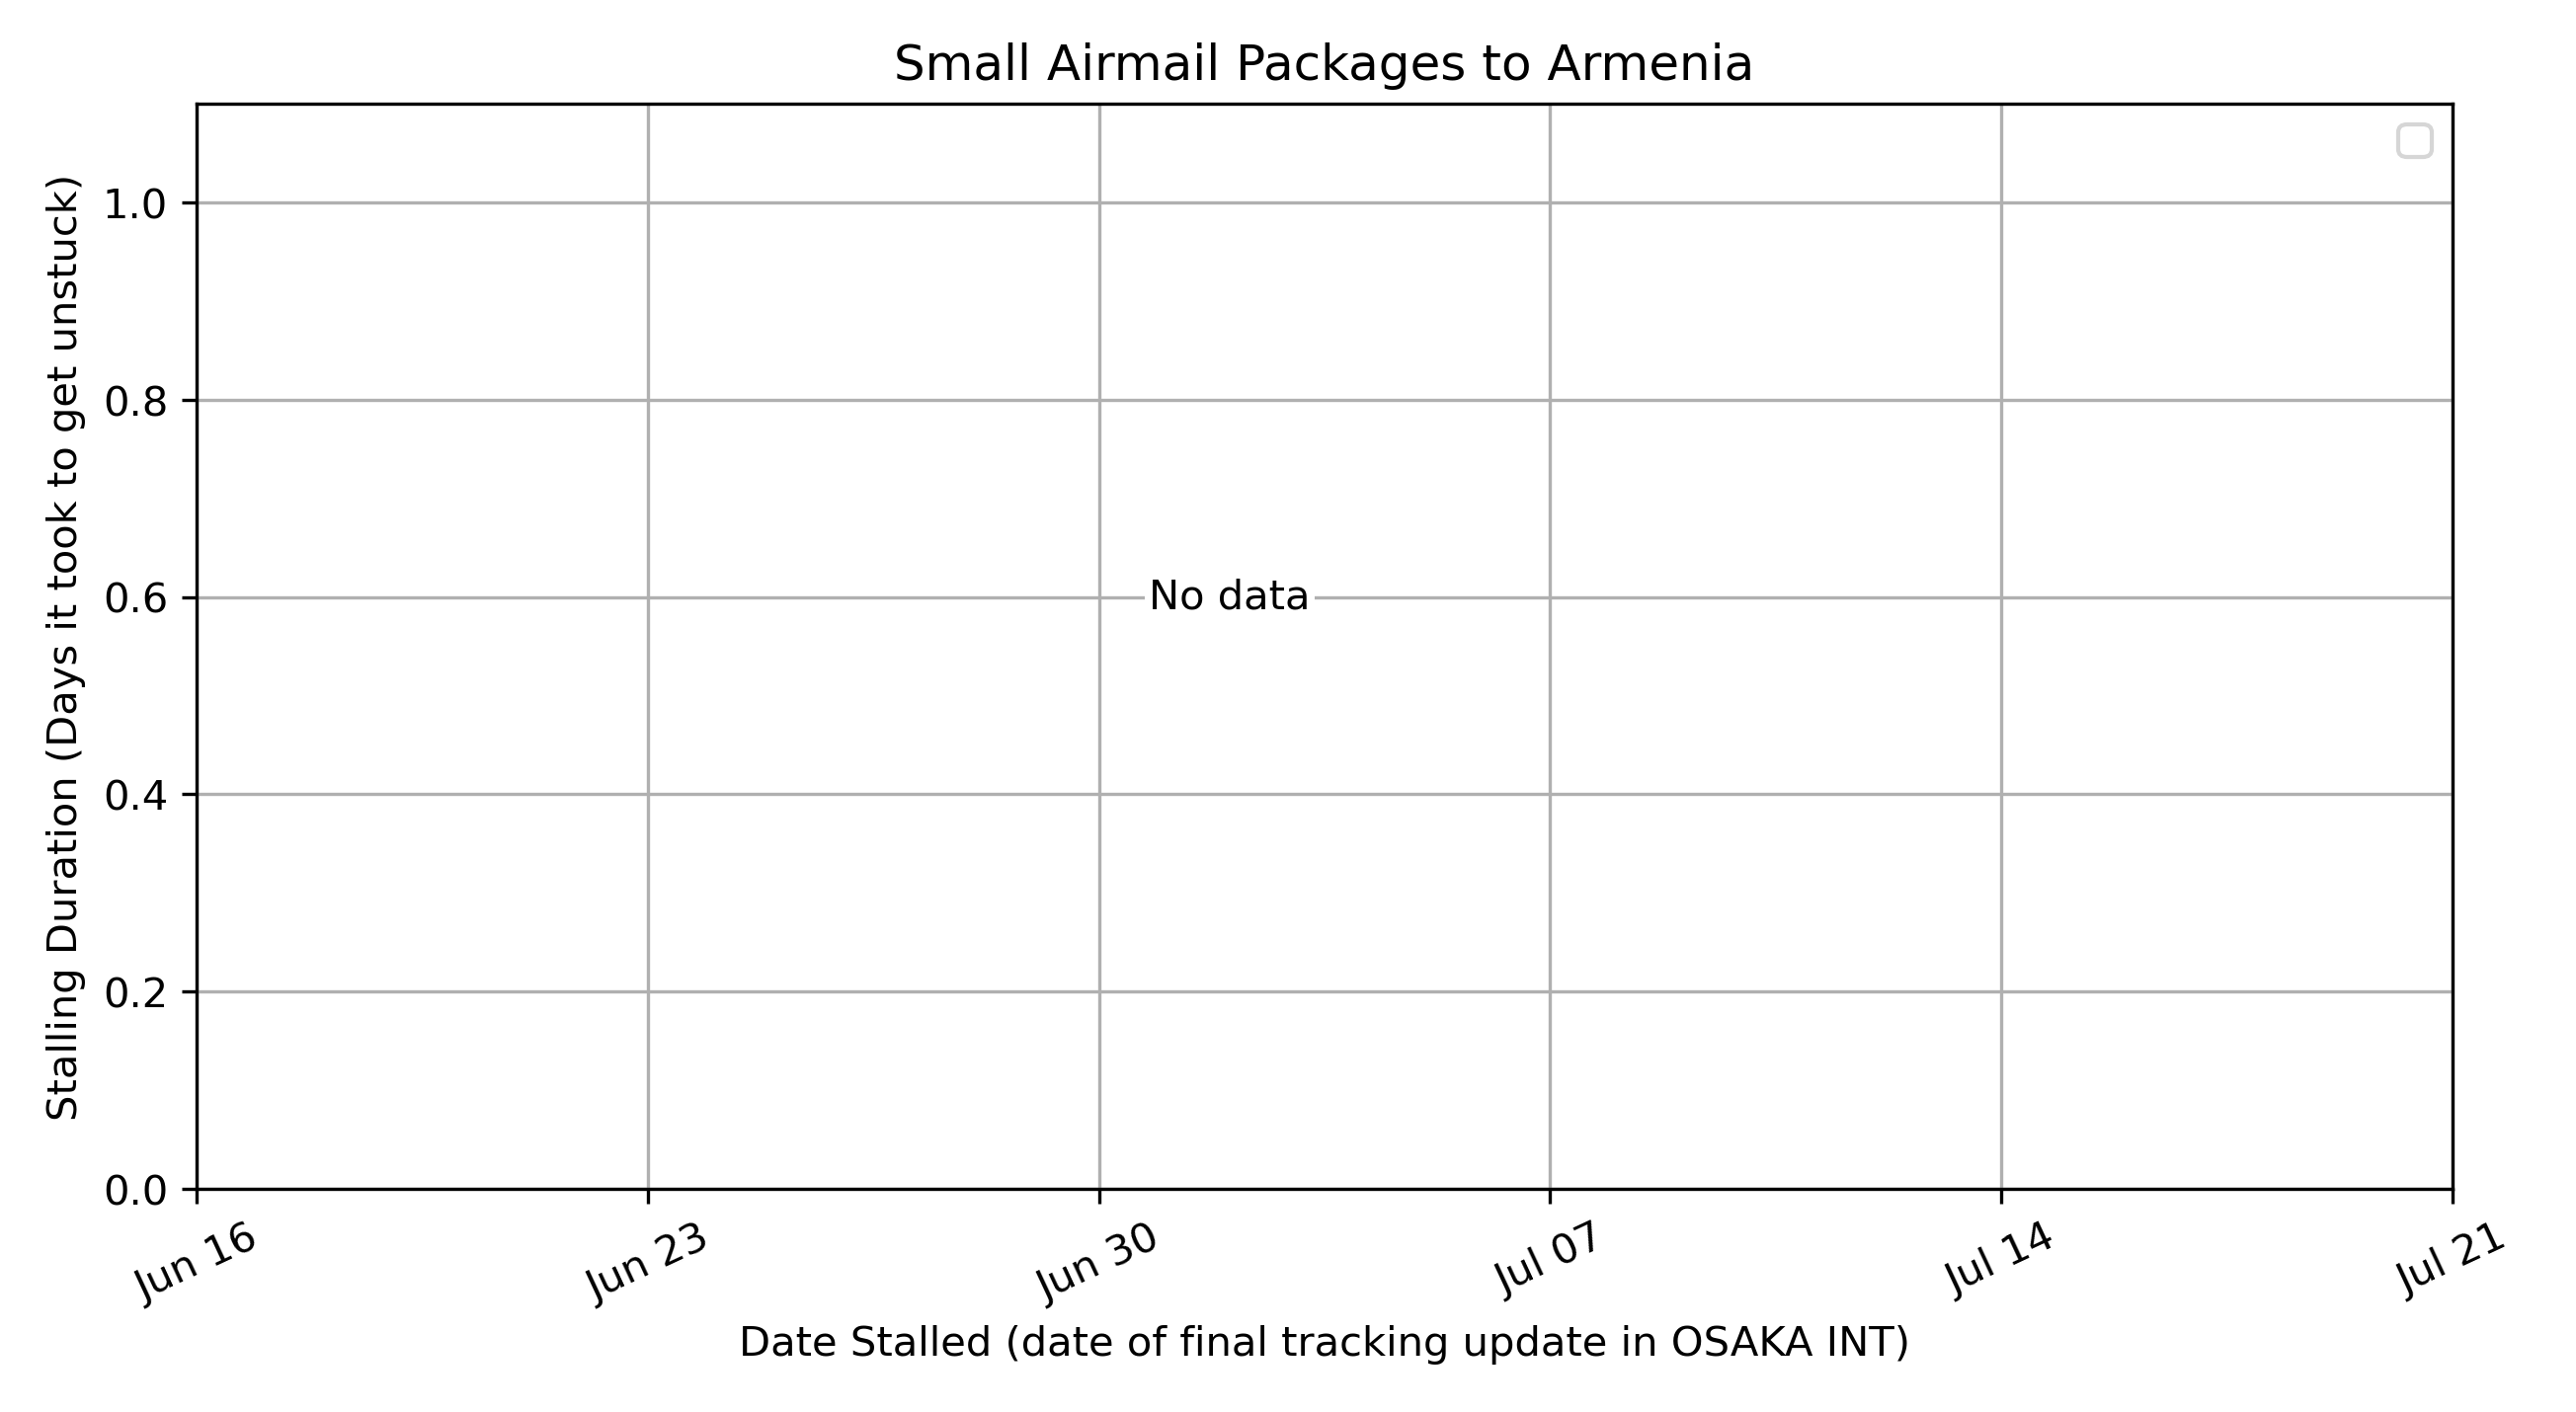 Small Airmail Packages to Armenia
Stalling Duration (Days it took to get unstuck)
1.0
0.8
0.6
0.4
0.2
0.0
No data
Jun 16
Jun 23
Jun 30
Jul 07
Jul 14
Jul 21
Date Stalled (date of final tracking update in OSAKA INT)